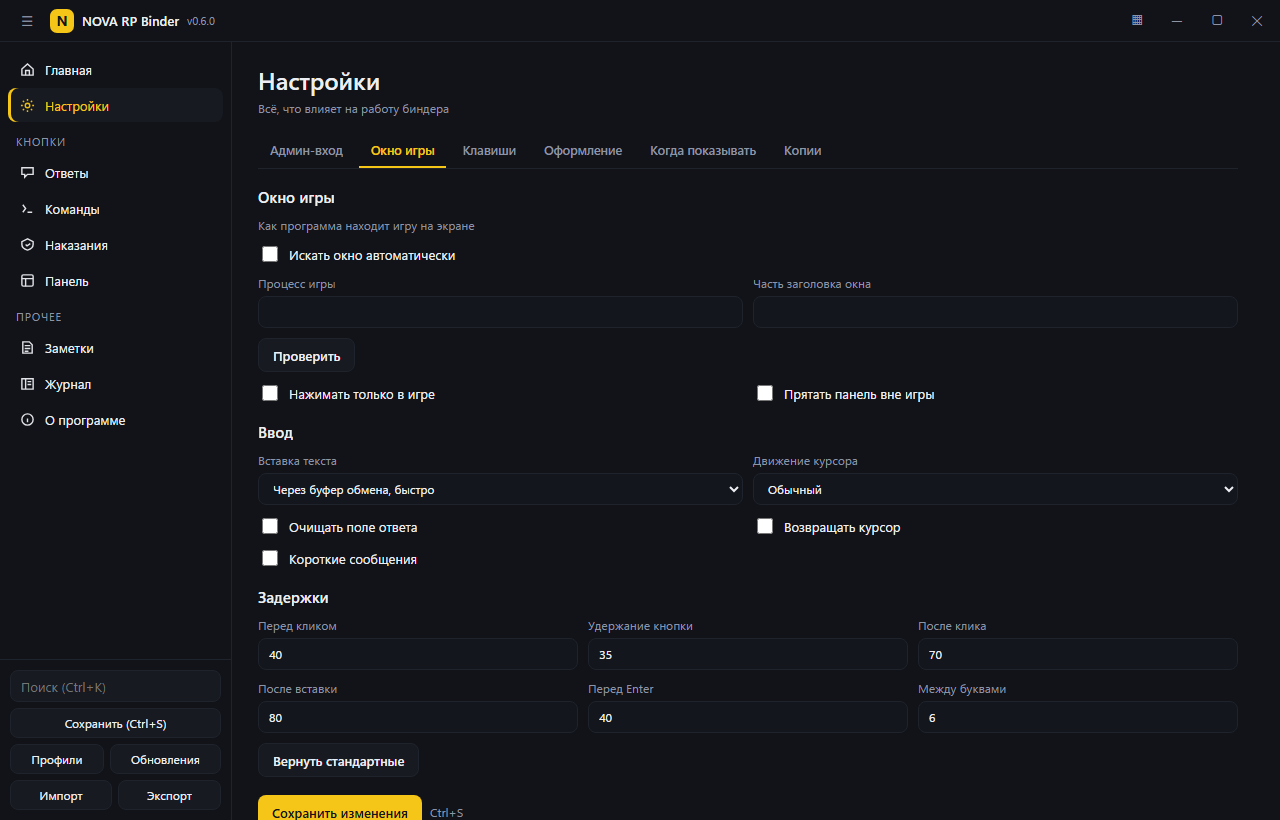 N NOVA RP Binder v0.6.0
Главная
Настройки
КНОПКИ
Ответы
Команды
Наказания
Панель
ПРОЧЕЕ
Заметки
Журнал
О программе
Поиск (Ctrl+K)
Сохранить (Ctrl+S)
Профили Обновления
Импорт Экспорт
Настройки
Всё, что влияет на работу биндера
Админ-вход Окно игры Клавиши Оформление Когда показывать Копии
Окно игры
Как программа находит игру на экране
Искать окно автоматически
Процесс игры Часть заголовка окна
Проверить
Нажимать только в игре Прятать панель вне игры
Ввод
Вставка текста Движение курсора
Через буфер обмена, быстро Обычный
Очищать поле ответа Возвращать курсор
Короткие сообщения
Задержки
Перед кликом Удержание кнопки После клика
40 35 70
После вставки Перед Enter Между буквами
80 40 6
Вернуть стандартные
Сохранить изменения Ctrl+S